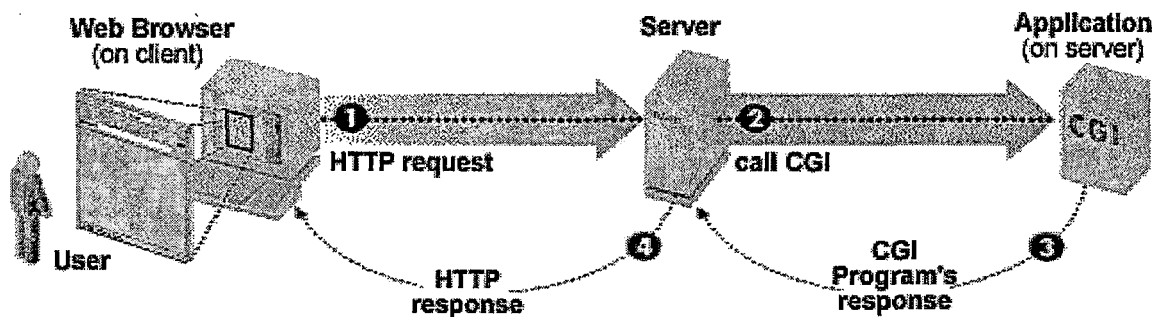 Web Browser
(on client)
Server
Application
(on server)
1
HTTP request
2
call CGI
CGI
User
4
HTTP
response
3
CGI
Program's
response